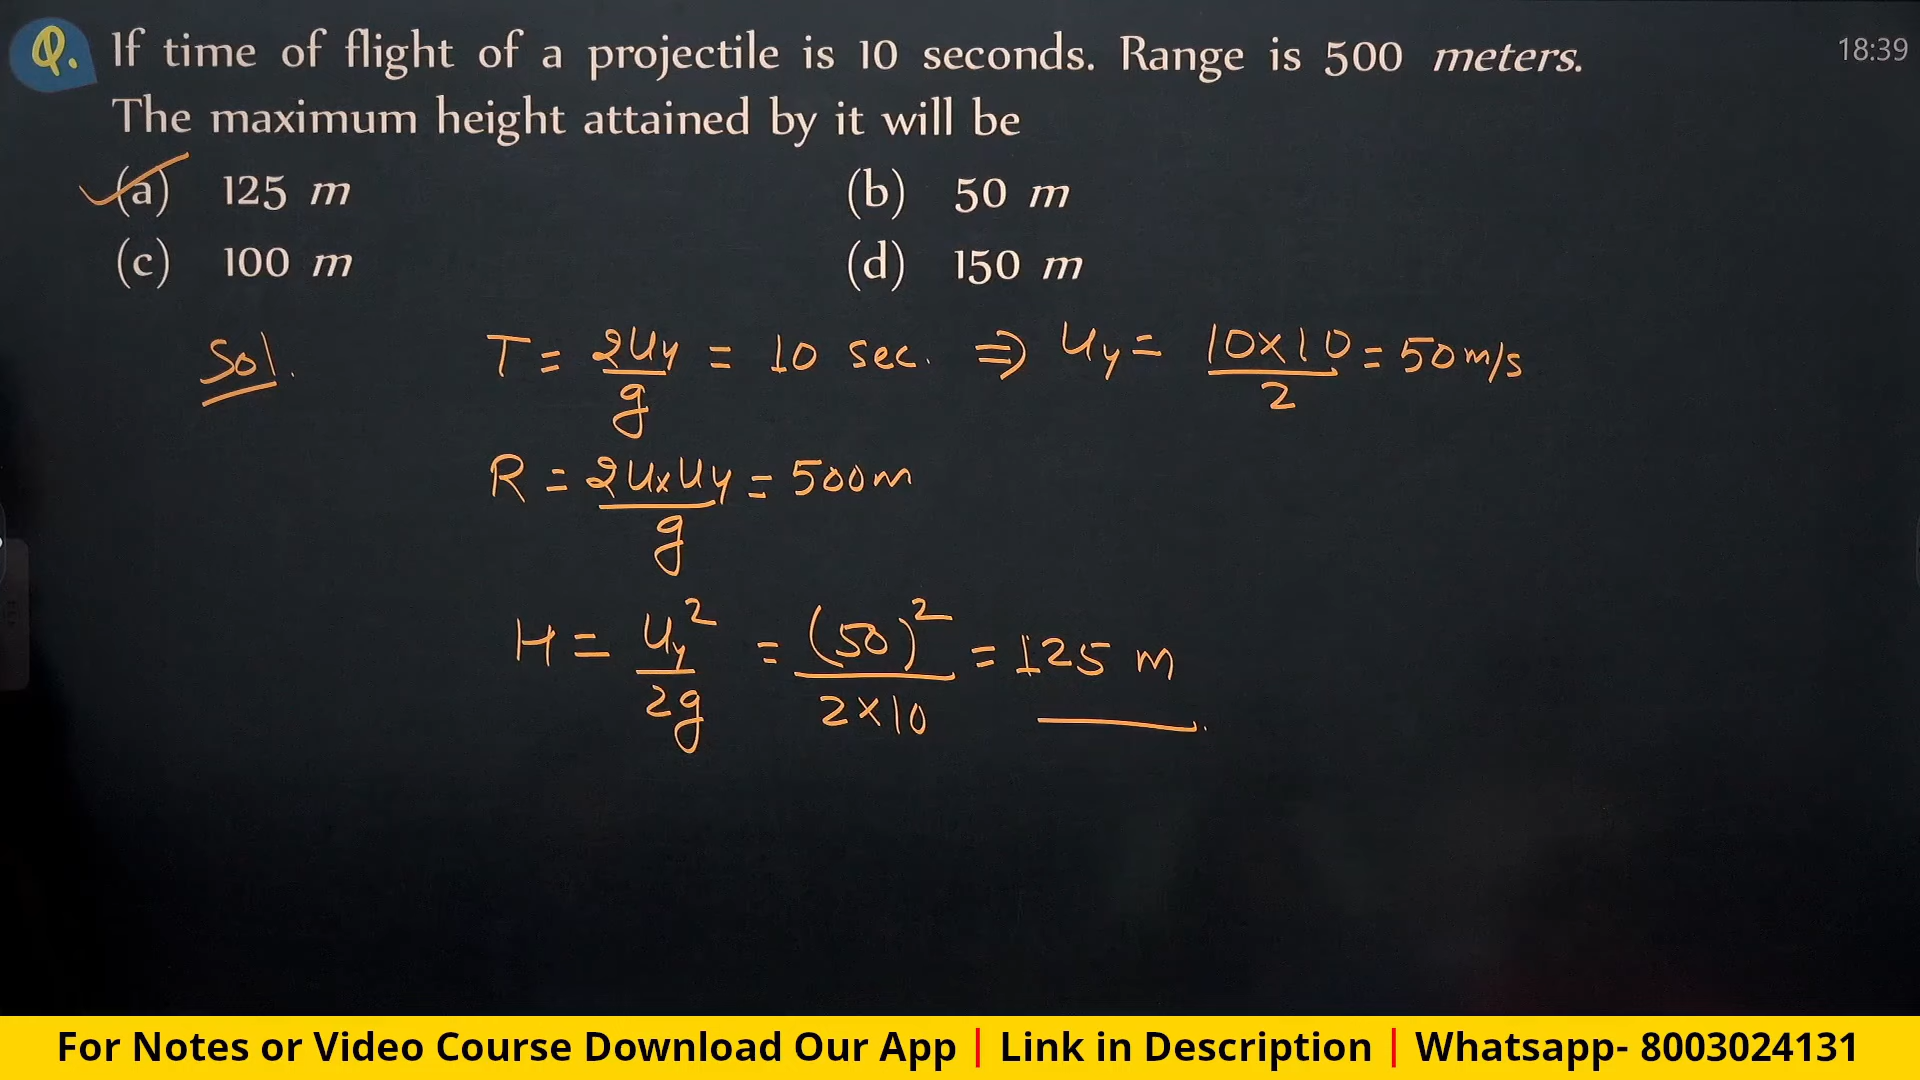 Q. If time of flight of a projectile is 10 seconds. Range is 500 meters.
18:39
The maximum height attained by it will be
(a) 125 m
(b) 50 m
(c) 100 m
(d) 150 m
Sol. T = 2uy/g = 10 sec. ⇒ uy = 10×10/2 = 50 m/s
R = 2uxuy/g = 500m
H = uy²/2g = (50)²/2×10 = 125 m
For Notes or Video Course Download Our App | Link in Description | Whatsapp- 8003024131